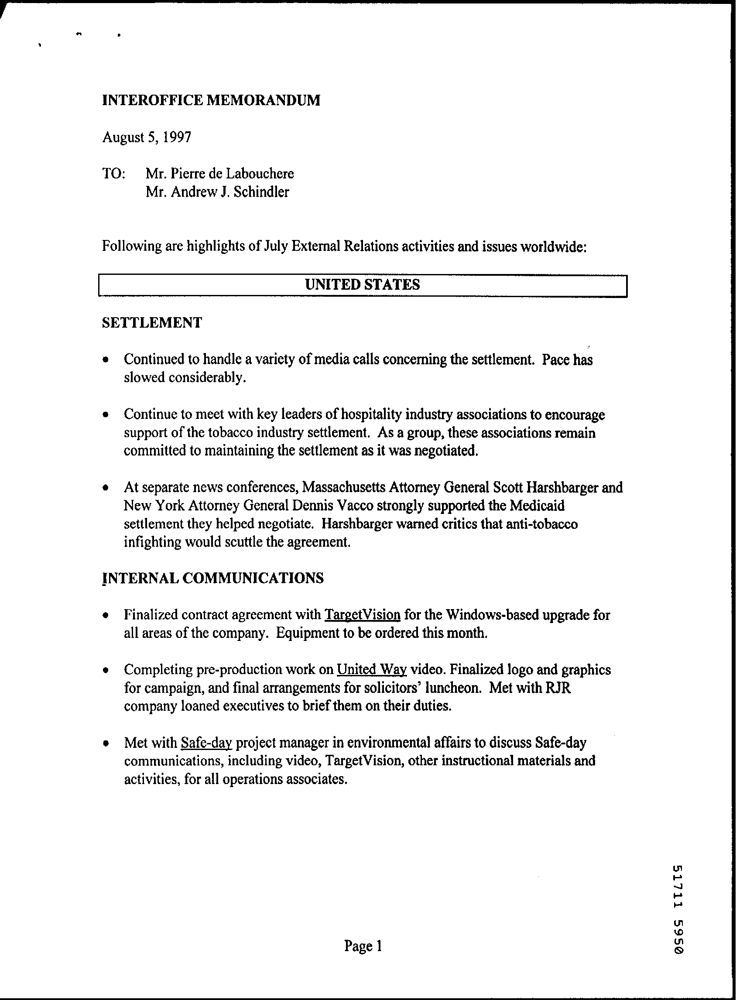 INTEROFFICE MEMORANDUM
August 5, 1997
TO: Mr. Pierre de Labouchere
Mr. Andrew J. Schindler
Following are highlights of July External Relations activities and issues worldwide:
UNITED STATES
SETTLEMENT
• Continued to handle a variety of media calls concerning the settlement. Pace has
slowed considerably.
• Continue to meet with key leaders of hospitality industry associations to encourage
support of the tobacco industry settlement. As a group, these associations remain
committed to maintaining the settlement as it was negotiated.
• At separate news conferences, Massachusetts Attorney General Scott Harshbarger and
New York Attorney General Dennis Vacco strongly supported the Medicaid
settlement they helped negotiate. Harshbarger warned critics that anti-tobacco
infighting would scuttle the agreement.
INTERNAL COMMUNICATIONS
• Finalized contract agreement with TargetVision for the Windows-based upgrade for
all areas of the company. Equipment to be ordered this month.
• Completing pre-production work on United Way video. Finalized logo and graphics
for campaign, and final arrangements for solicitors' luncheon. Met with RJR
company loaned executives to brief them on their duties.
• Met with Safe-day project manager in environmental affairs to discuss Safe-day
communications, including video, TargetVision, other instructional materials and
activities, for all operations associates.
51711 5950
Page 1